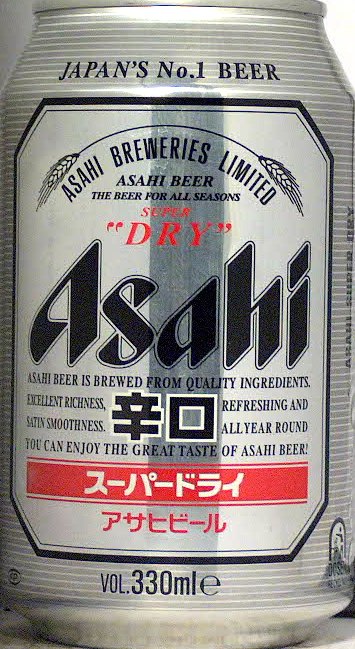 JAPAN'S No.1 BEER
ASAHI BREWERIES LIMITED
ASAHI BEER
THE BEER FOR ALL SEASONS
SUPER
"DRY"
Asahi
ASAHI BEER IS BREWED FROM QUALITY INGREDIENTS.
EXCELLENT RICHNESS, 辛口 REFRESHING AND
SATIN SMOOTHNESS. ALL YEAR ROUND
YOU CAN ENJOY THE GREAT TASTE OF ASAHI BEER!
スーパードライ
アサヒビール
VOL.330ml℮